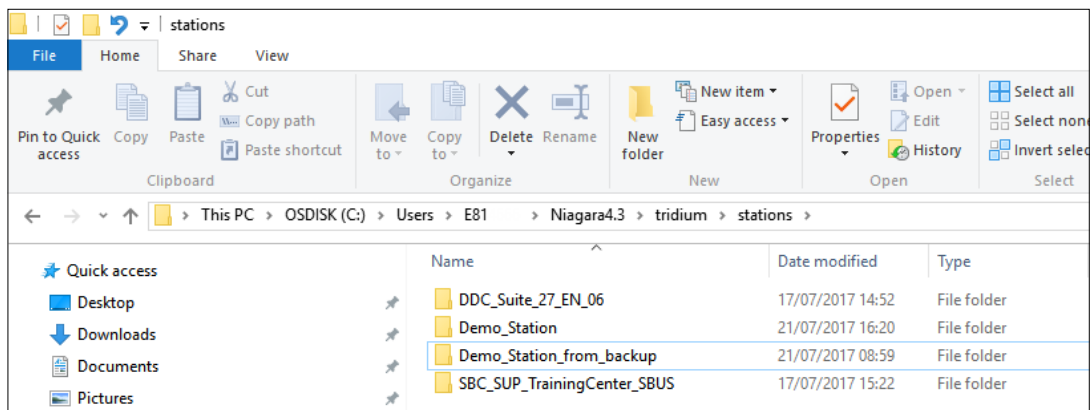 stations
File Home Share View
Pin to Quick access
Copy
Paste
Cut
Copy path
Paste shortcut
Clipboard
Move to
Copy to
Delete
Rename
Organize
New folder
New item
Easy access
New
Properties
Open
Edit
History
Open
Select all
Select none
Invert selec
Select
This PC > OSDISK (C:) > Users > E81 > Niagara4.3 > tridium > stations >
Quick access
Desktop
Downloads
Documents
Pictures
Name Date modified Type
DDC_Suite_27_EN_06 17/07/2017 14:52 File folder
Demo_Station 21/07/2017 16:20 File folder
Demo_Station_from_backup 21/07/2017 08:59 File folder
SBC_SUP_TrainingCenter_SBUS 17/07/2017 15:22 File folder